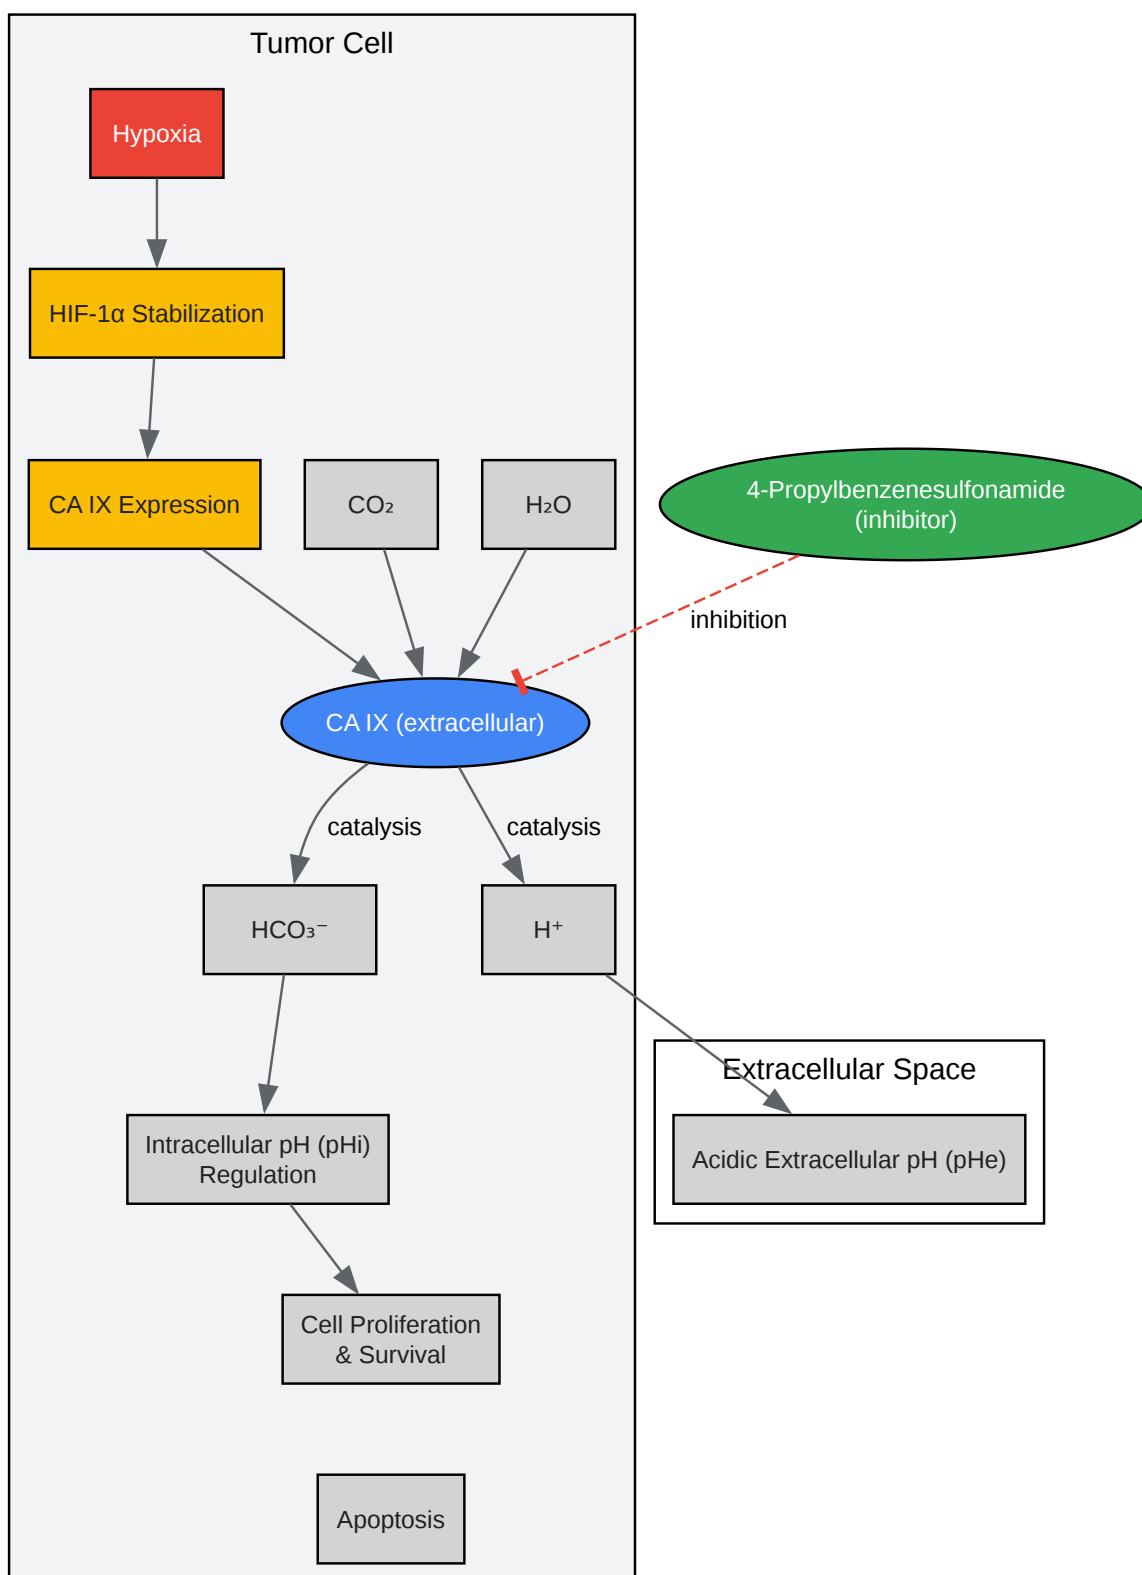 Tumor Cell
Hypoxia
HIF-1α Stabilization
CA IX Expression
CO₂
H₂O
4-Propylbenzenesulfonamide
(inhibitor)
inhibition
CA IX (extracellular)
catalysis
catalysis
HCO₃⁻
H⁺
Extracellular Space
Intracellular pH (pHi)
Regulation
Acidic Extracellular pH (pHe)
Cell Proliferation
& Survival
Apoptosis